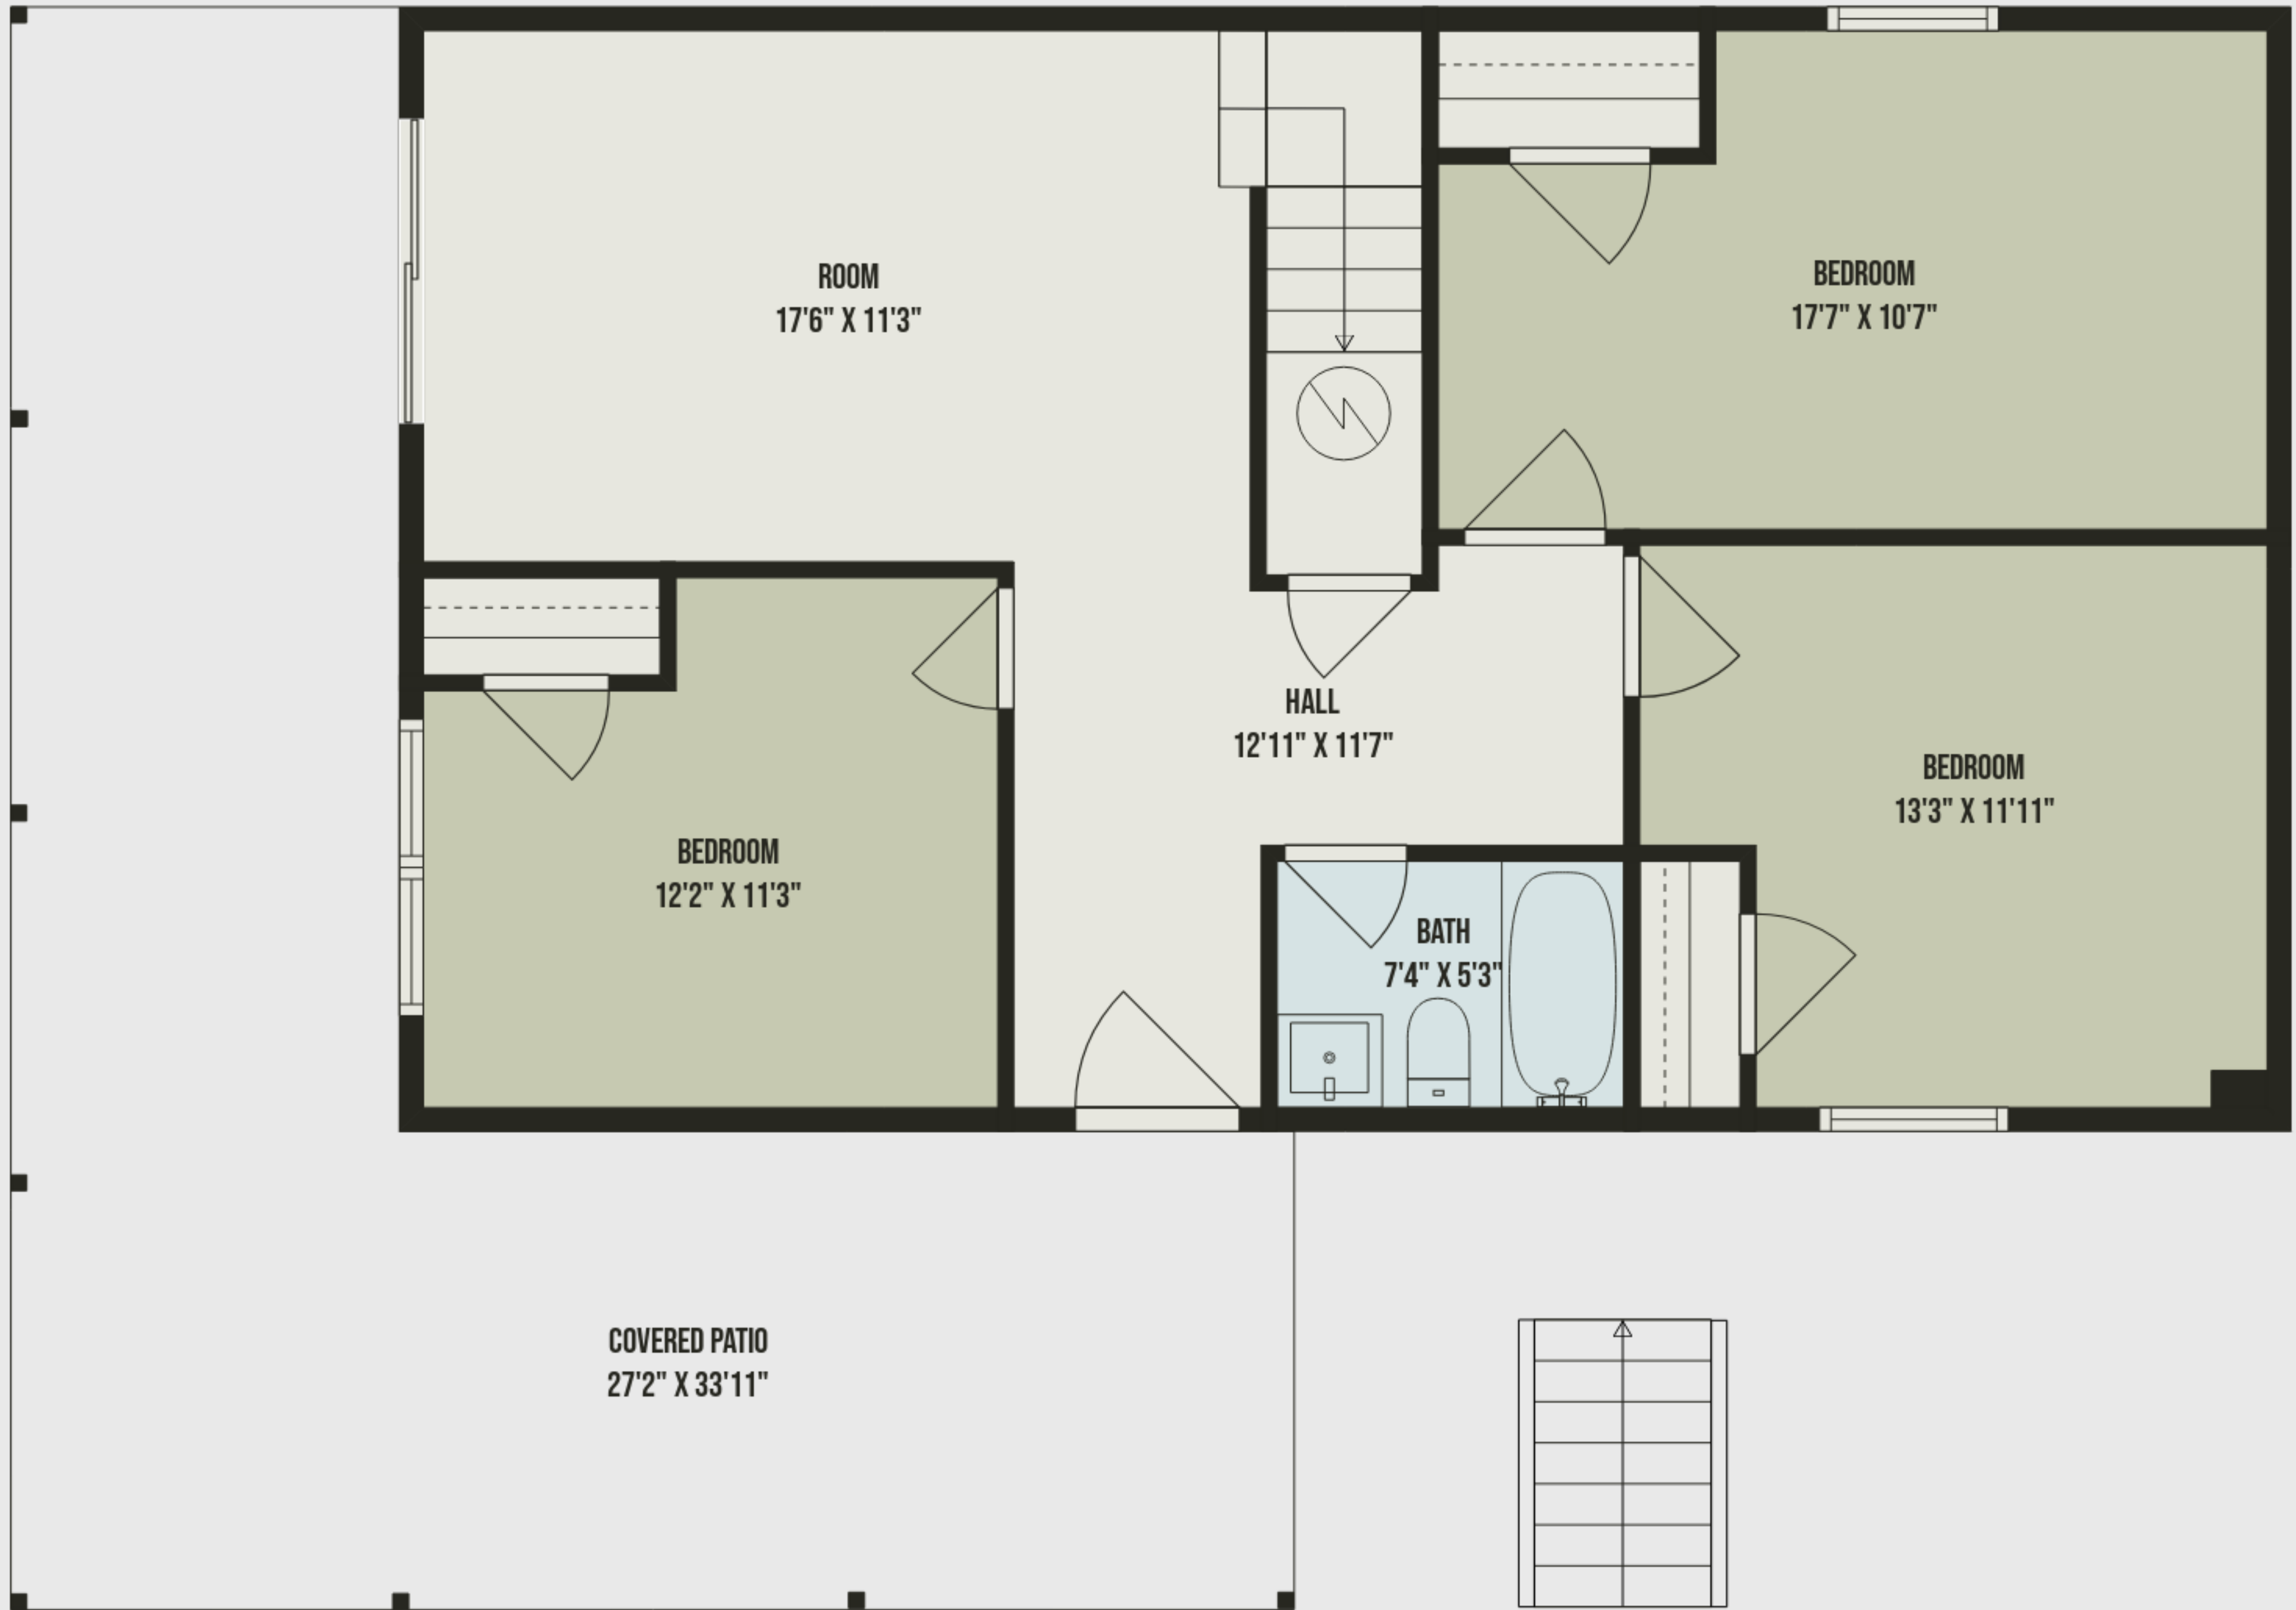 ROOM
17'6" X 11'3"
BEDROOM
17'7" X 10'7"
HALL
12'11" X 11'7"
BEDROOM
13'3" X 11'11"
BEDROOM
12'2" X 11'3"
BATH
7'4" X 5'3"
COVERED PATIO
27'2" X 33'11"